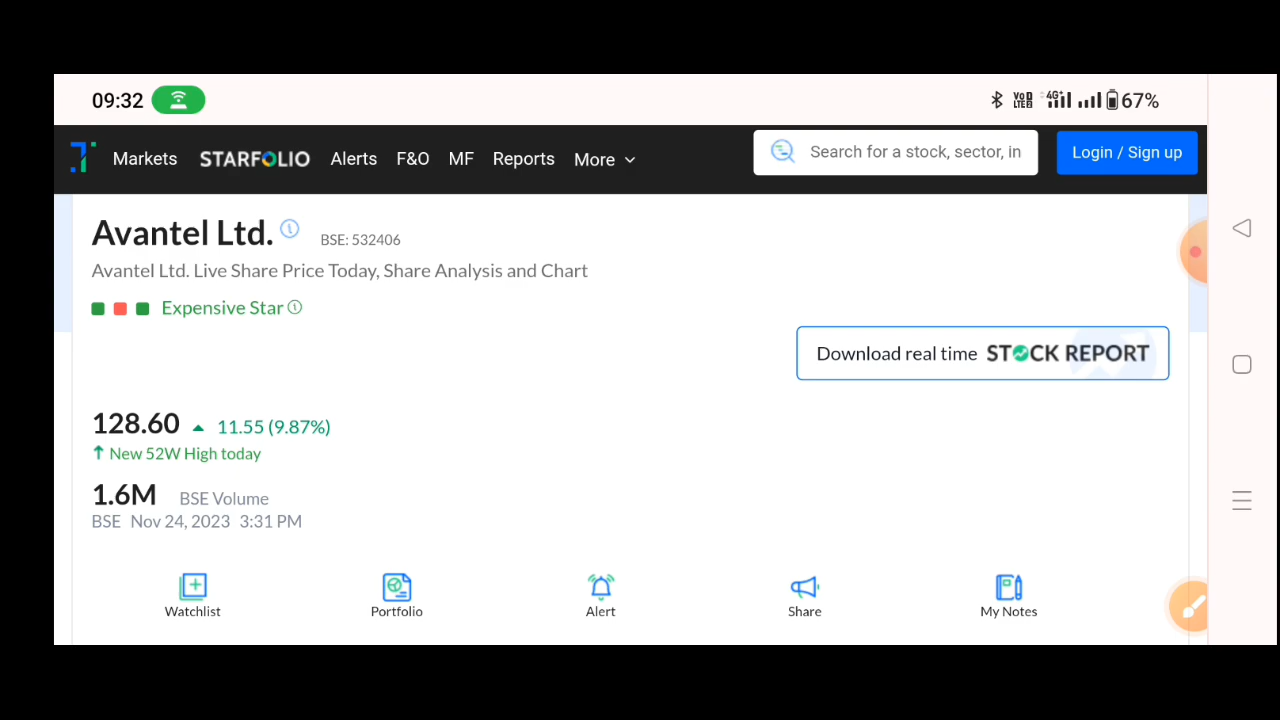 09:32 VoD LTE 4G+ 67%
Markets STARFOLIO Alerts F&O MF Reports More Search for a stock, sector, in Login / Sign up
Avantel Ltd. BSE: 532406
Avantel Ltd. Live Share Price Today, Share Analysis and Chart
Expensive Star
Download real time STOCK REPORT
128.60 11.55 (9.87%)
New 52W High today
1.6M BSE Volume
BSE Nov 24, 2023 3:31 PM
Watchlist Portfolio Alert Share My Notes